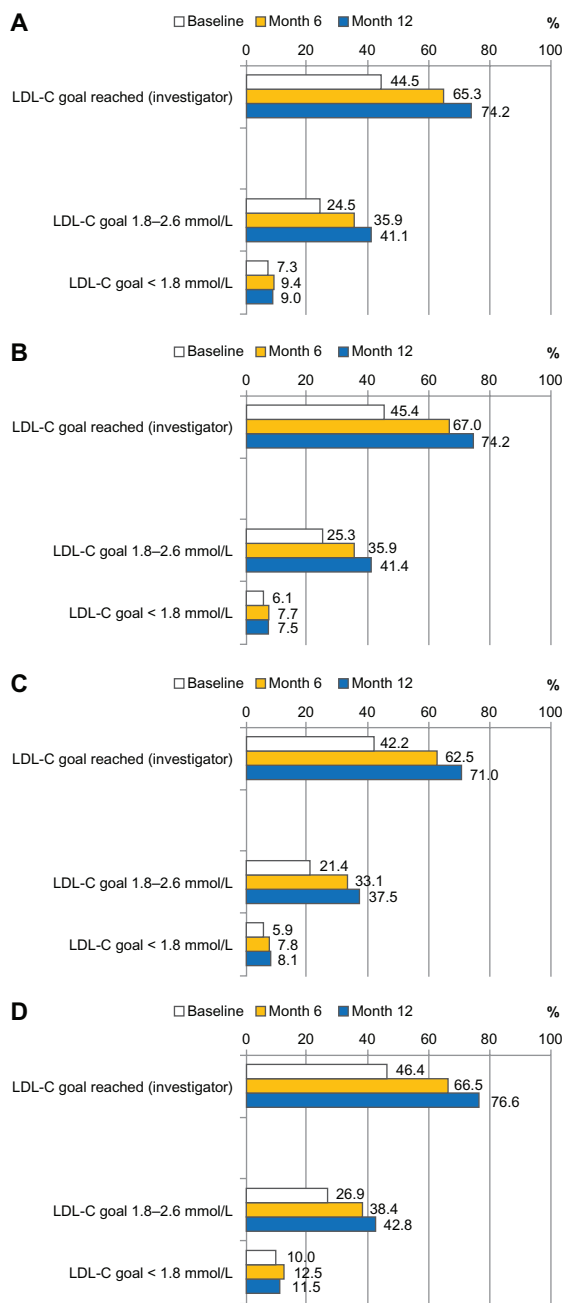 A
Baseline Month 6 Month 12 %
0 20 40 60 80 100
LDL-C goal reached (investigator)
44.5
65.3
74.2
LDL-C goal 1.8–2.6 mmol/L
24.5
35.9
41.1
LDL-C goal < 1.8 mmol/L
7.3
9.4
9.0
B
Baseline Month 6 Month 12 %
0 20 40 60 80 100
LDL-C goal reached (investigator)
45.4
67.0
74.2
LDL-C goal 1.8–2.6 mmol/L
25.3
35.9
41.4
LDL-C goal < 1.8 mmol/L
6.1
7.7
7.5
C
Baseline Month 6 Month 12 %
0 20 40 60 80 100
LDL-C goal reached (investigator)
42.2
62.5
71.0
LDL-C goal 1.8–2.6 mmol/L
21.4
33.1
37.5
LDL-C goal < 1.8 mmol/L
5.9
7.8
8.1
D
Baseline Month 6 Month 12 %
0 20 40 60 80 100
LDL-C goal reached (investigator)
46.4
66.5
76.6
LDL-C goal 1.8–2.6 mmol/L
26.9
38.4
42.8
LDL-C goal < 1.8 mmol/L
10.0
12.5
11.5